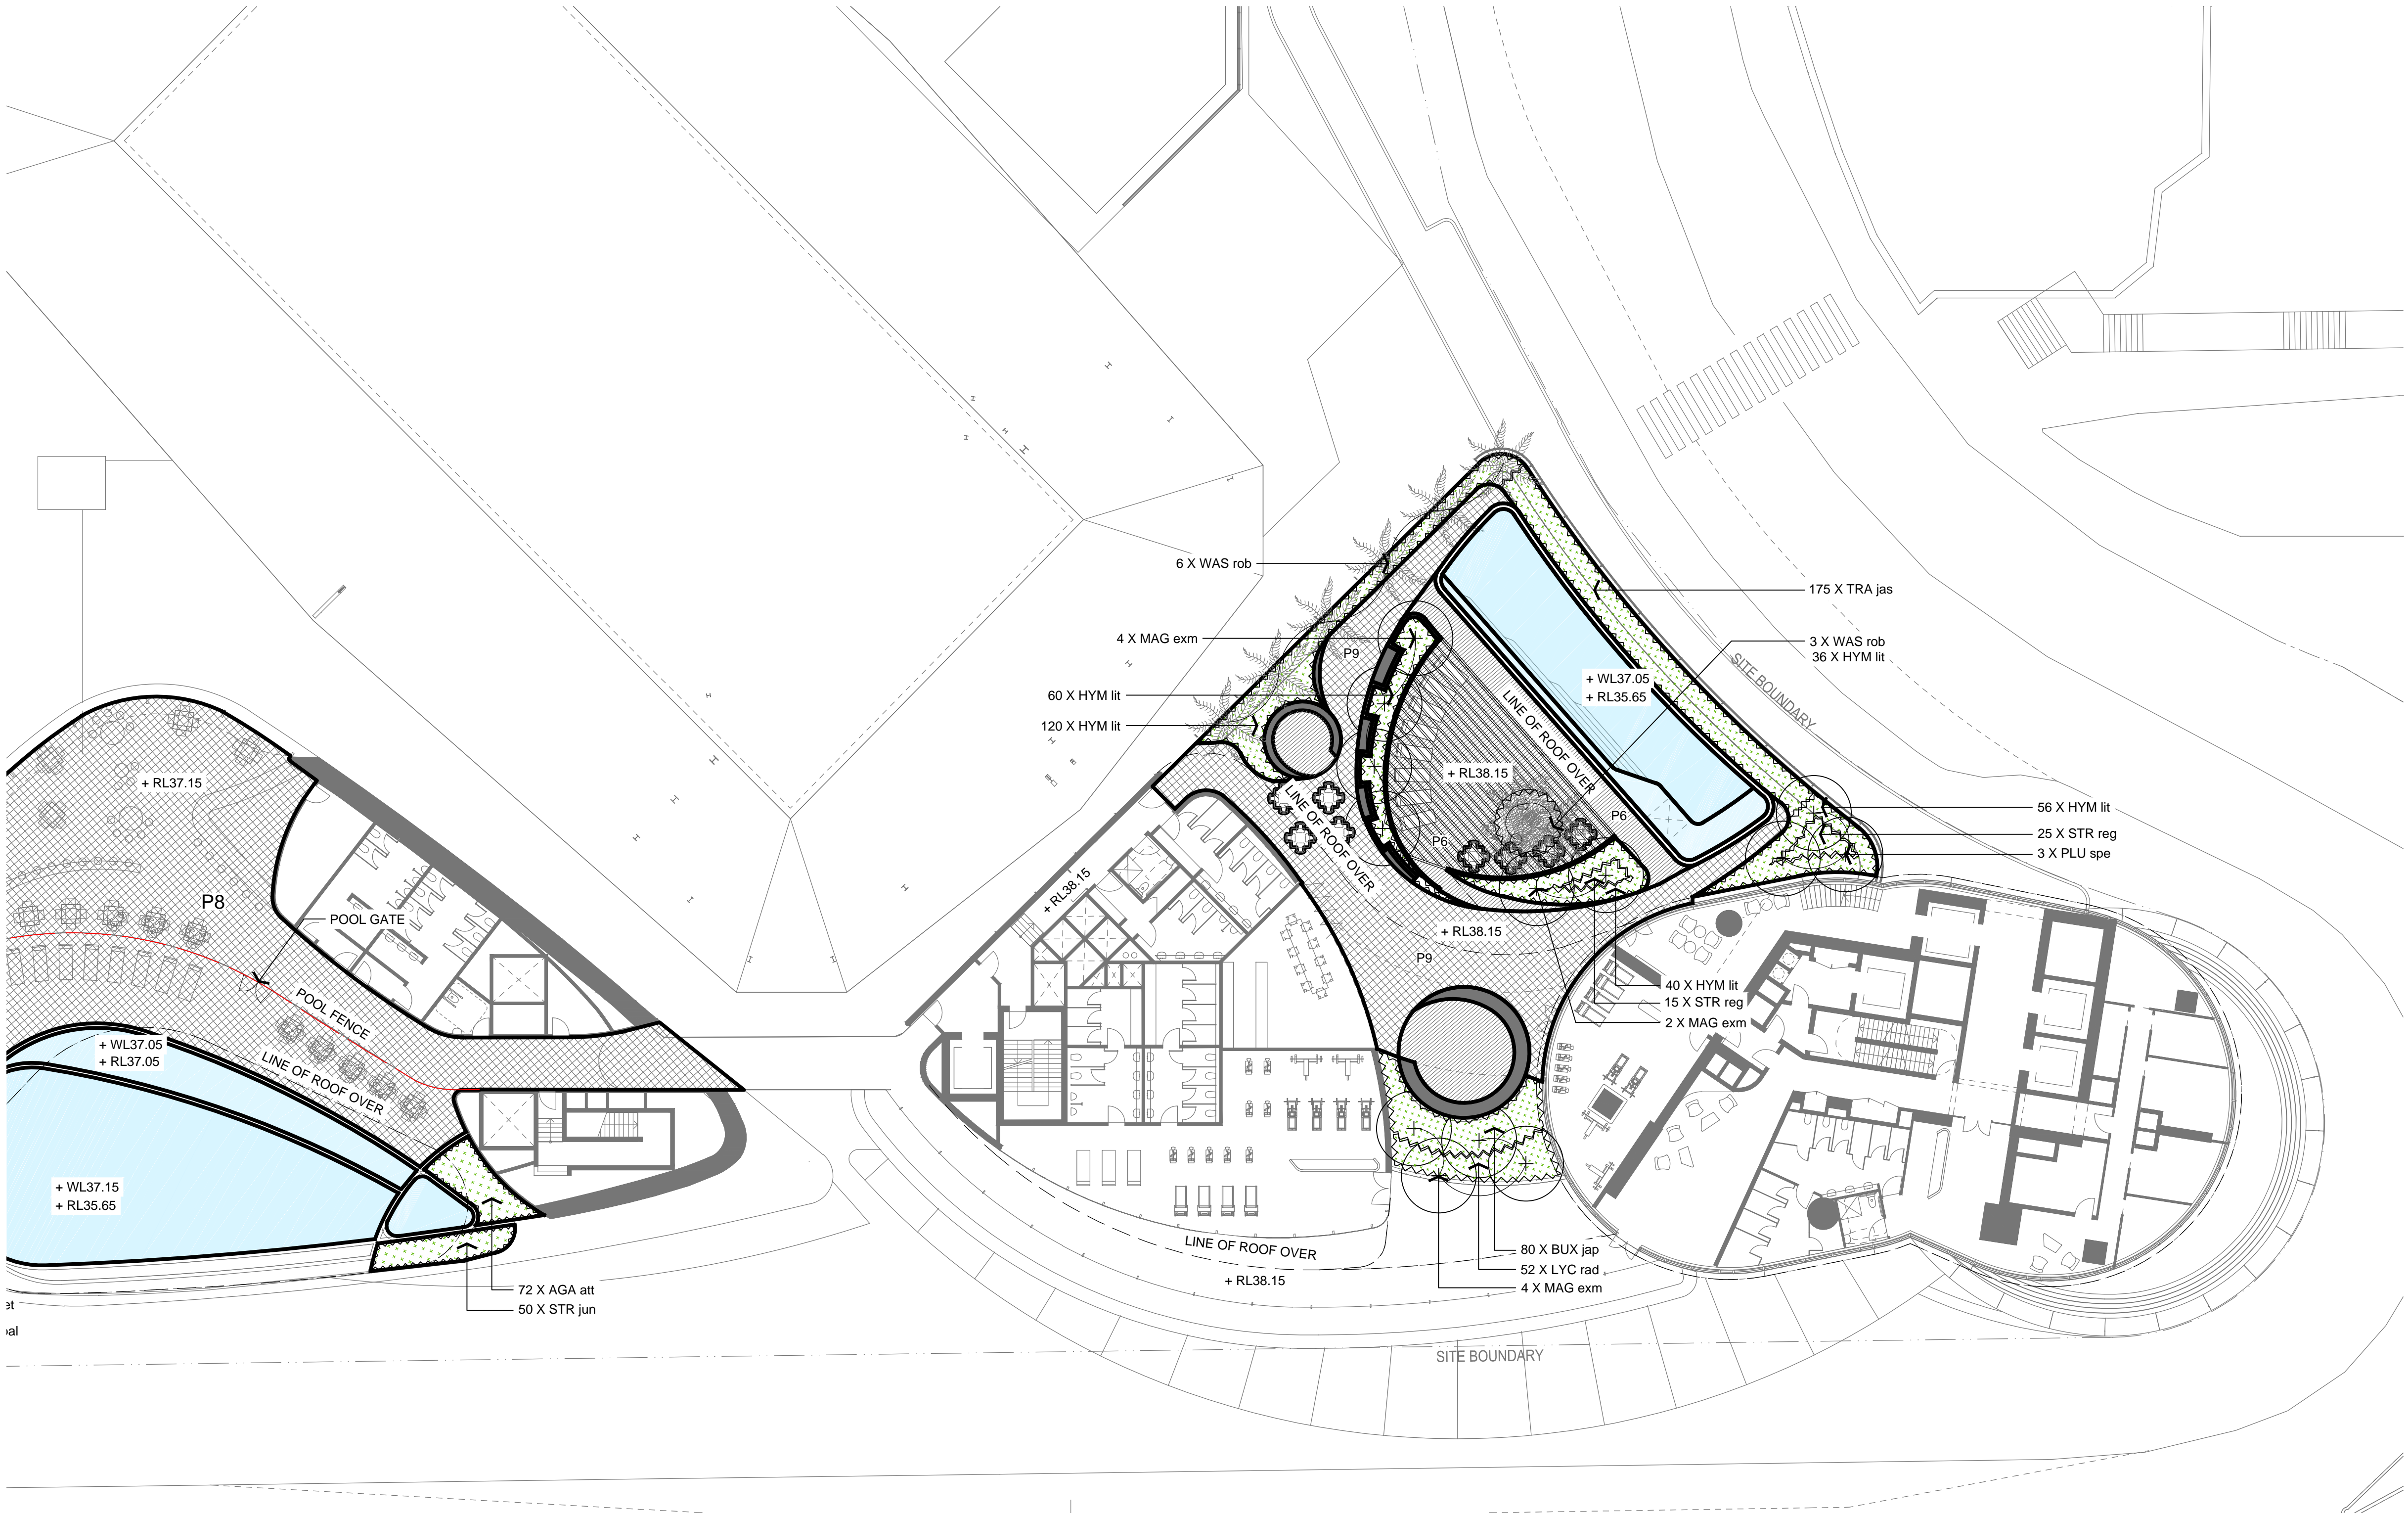 6 X WAS rob
4 X MAG exm
60 X HYM lit
120 X HYM lit
175 X TRA jas
3 X WAS rob
36 X HYM lit
SITE BOUNDARY
P9
+ WL37.05
+ RL35.65
LINE OF ROOF OVER
+ RL38.15
P6
P6
LINE OF ROOF OVER
56 X HYM lit
25 X STR reg
3 X PLU spe
+ RL38.15
+ RL38.15
P9
40 X HYM lit
15 X STR reg
2 X MAG exm
+ RL37.15
P8
POOL GATE
POOL FENCE
LINE OF ROOF OVER
+ WL37.05
+ RL37.05
+ WL37.15
+ RL35.65
72 X AGA att
50 X STR jun
LINE OF ROOF OVER
+ RL38.15
80 X BUX jap
52 X LYC rad
4 X MAG exm
SITE BOUNDARY